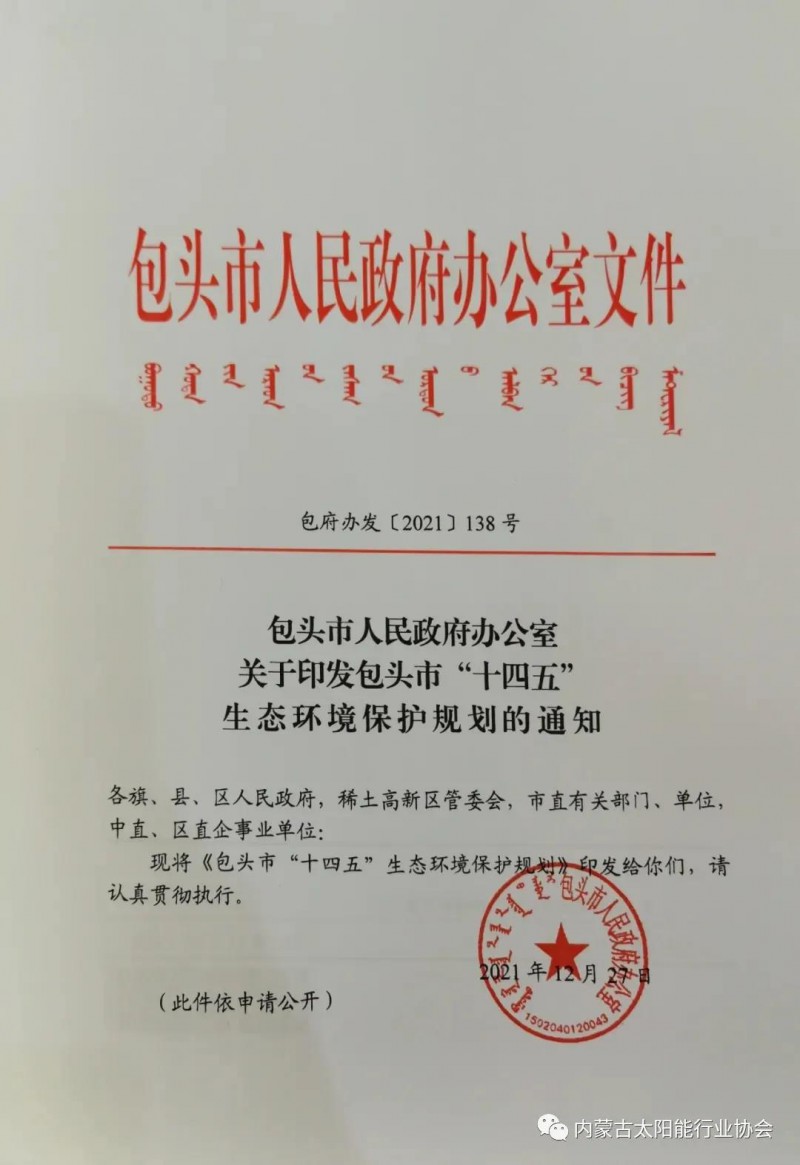 包头市人民政府办公室文件
包府办发〔2021〕138号
包头市人民政府办公室
关于印发包头市“十四五”
生态环境保护规划的通知
各旗、县、区人民政府，稀土高新区管委会，市直有关部门、单位，
中直、区直企事业单位：
现将《包头市“十四五”生态环境保护规划》印发给你们，请
认真贯彻执行。
包头市人民政府办公室
2021年12月27日
1502040120043
（此件依申请公开）
内蒙古太阳能行业协会